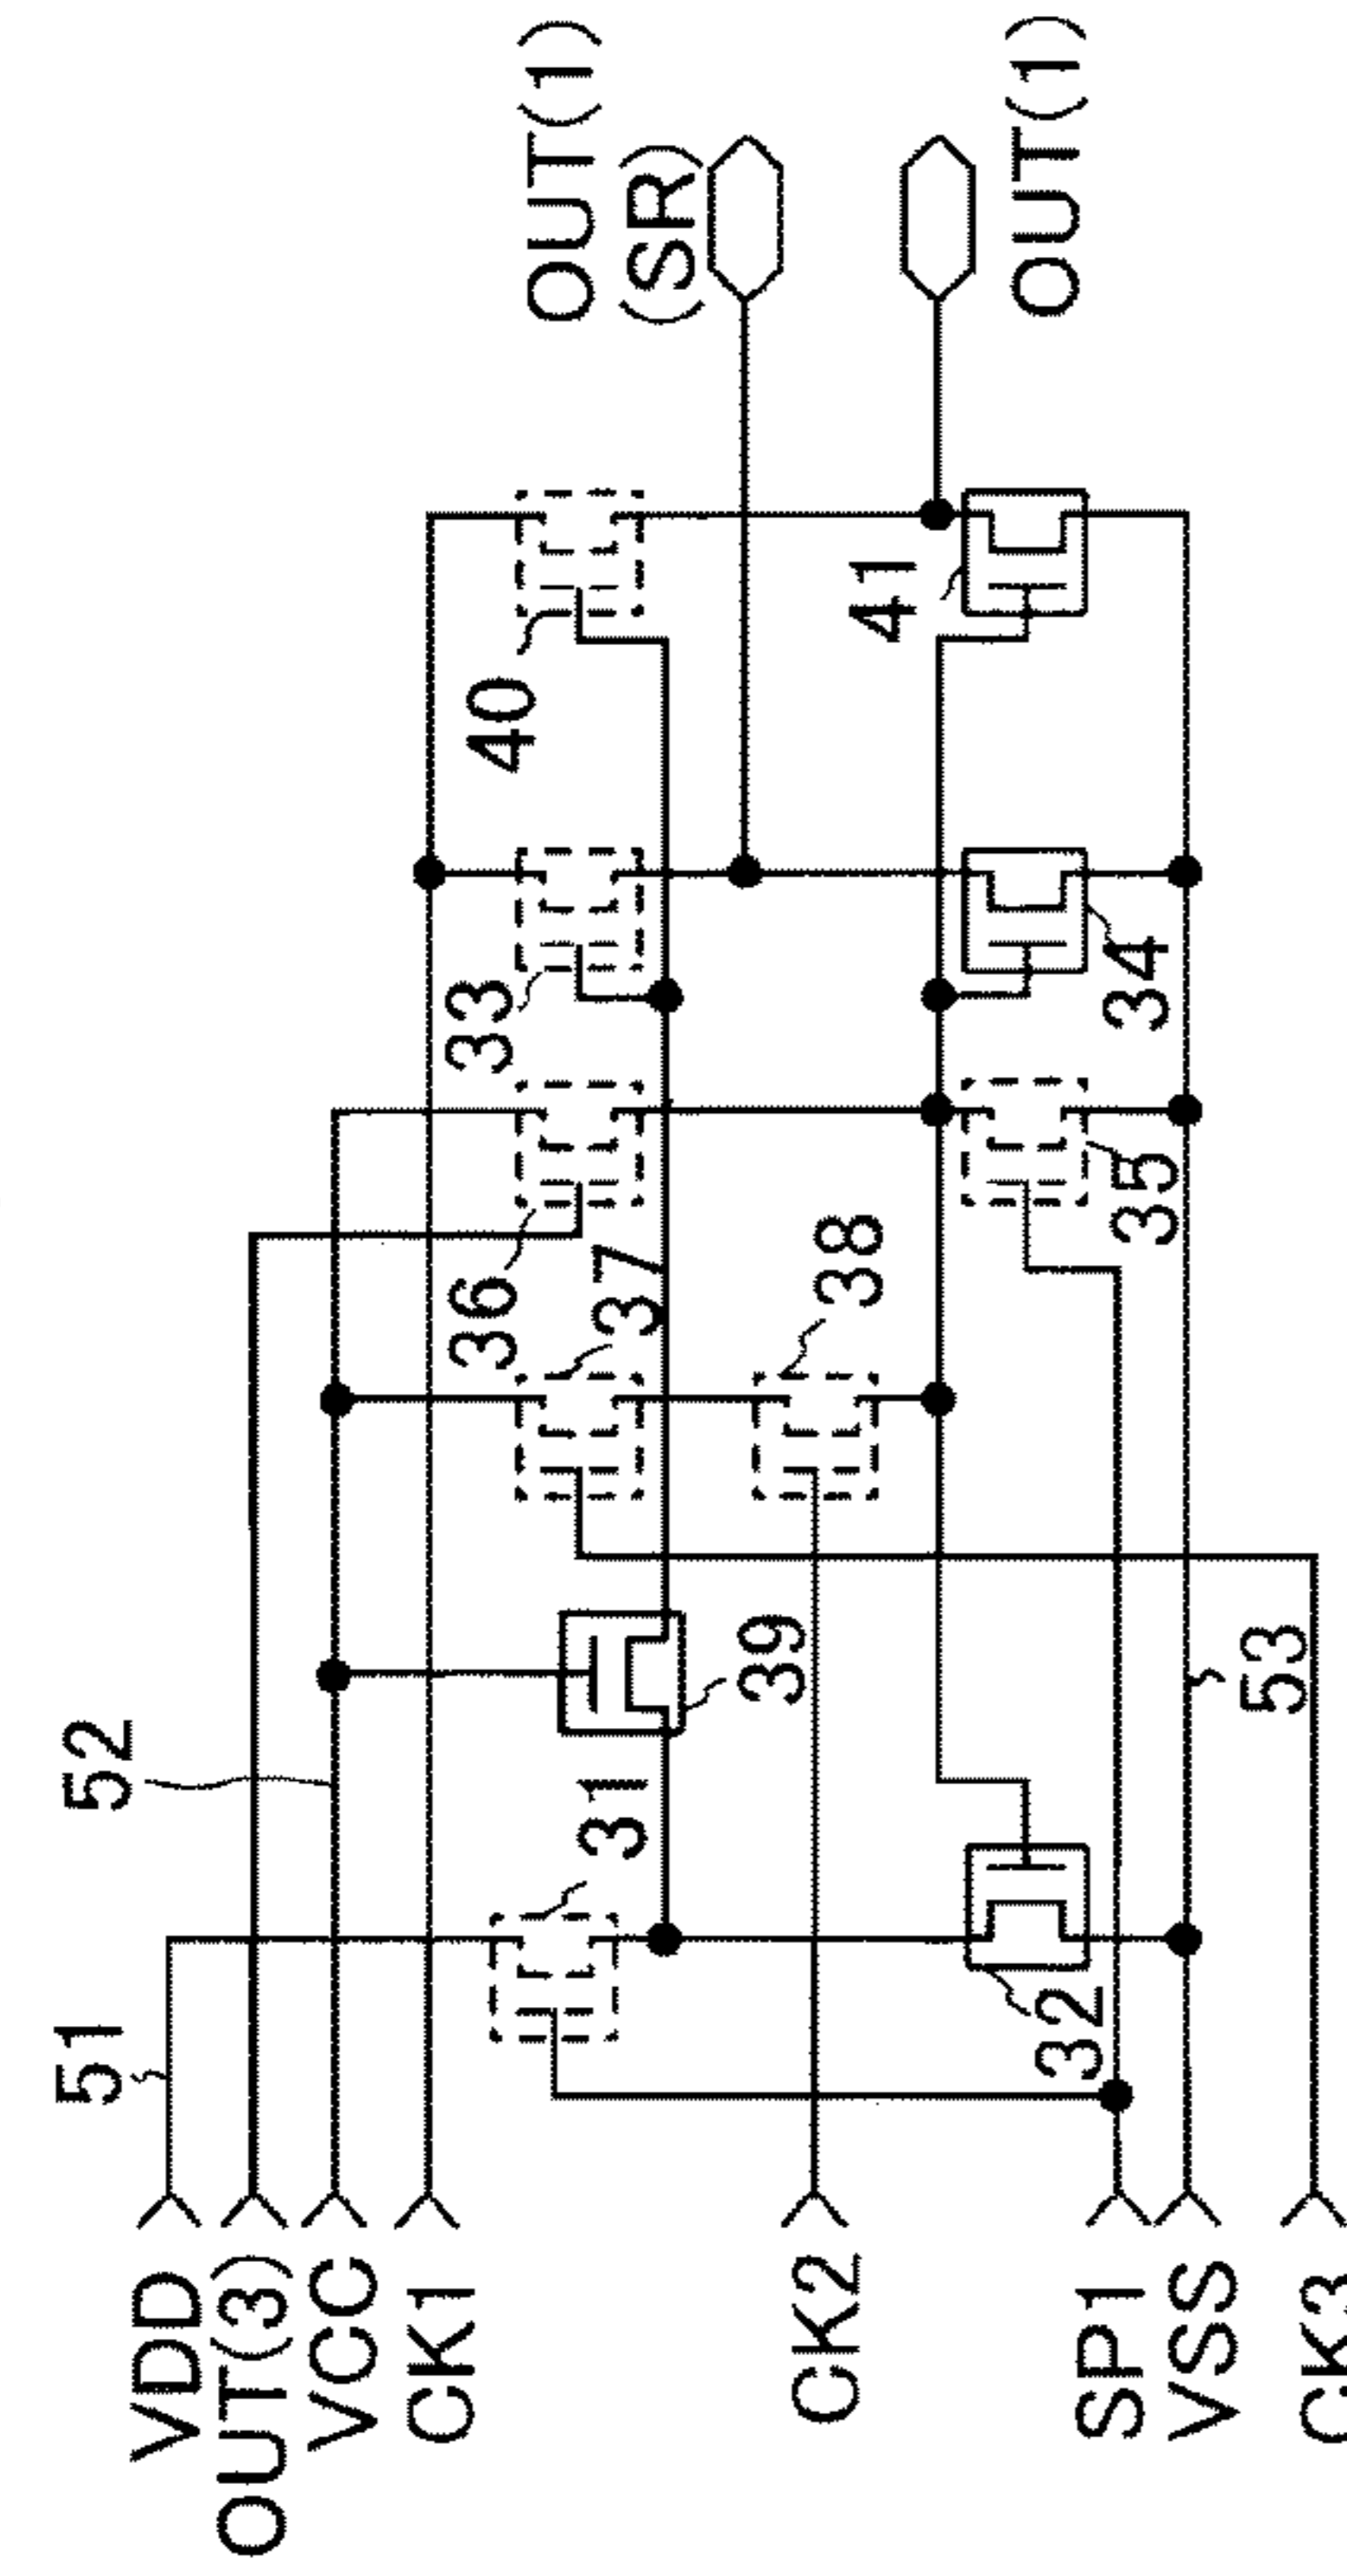 VDD
OUT(3)
VCC
CK1
CK2
SP1
VSS
CK3
51
52
53
31
32
39
37
38
36
35
33
34
40
41
OUT(1)
(SR)
OUT(1)